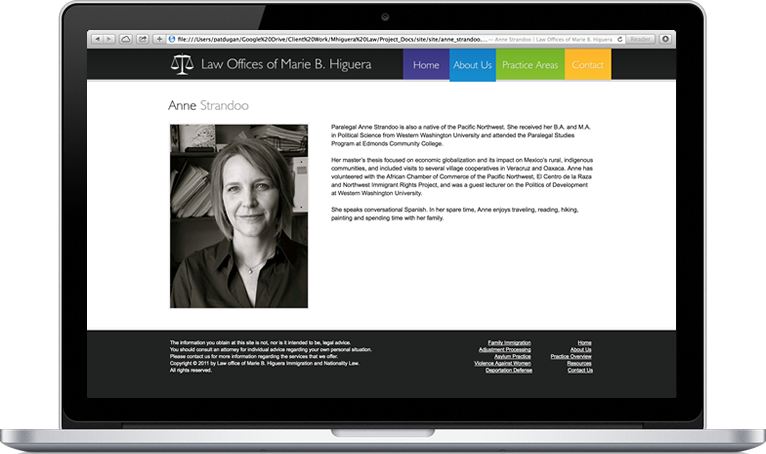 file:///Users/patdugan/Google%20Drive/Client%20Work/Mhiguera%20Law/Project_Docs/site/site/anne_strandoo.... — Anne Strandoo | Law Offices of Marie B. Higuera
Reader
Law Offices of Marie B. Higuera
Home
About Us
Practice Areas
Contact
Anne Strandoo
Paralegal Anne Strandoo is also a native of the Pacific Northwest. She received her B.A. and M.A.
in Political Science from Western Washington University and attended the Paralegal Studies
Program at Edmonds Community College.
Her master's thesis focused on economic globalization and its impact on Mexico's rural, indigenous
communities, and included visits to several village cooperatives in Veracruz and Oaxaca. Anne has
volunteered with the African Chamber of Commerce of the Pacific Northwest, El Centro de la Raza
and Northwest Immigrant Rights Project, and was a guest lecturer on the Politics of Development
at Western Washington University.
She speaks conversational Spanish. In her spare time, Anne enjoys traveling, reading, hiking,
painting and spending time with her family.
The information you obtain at this site is not, nor is it intended to be, legal advice.
You should consult an attorney for individual advice regarding your own personal situation.
Please contact us for more information regarding the services that we offer.
Copyright © 2011 by Law office of Marie B. Higuera Immigration and Nationality Law.
All rights reserved.
Family Immigration
Adjustment Processing
Asylum Practice
Violence Against Women
Deportation Defense
Home
About Us
Practice Overview
Resources
Contact Us